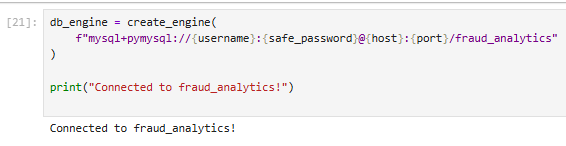 [21]: db_engine = create_engine(
f"mysql+pymysql://{username}:{safe_password}@{host}:{port}/fraud_analytics"
)
print("Connected to fraud_analytics!")
Connected to fraud_analytics!